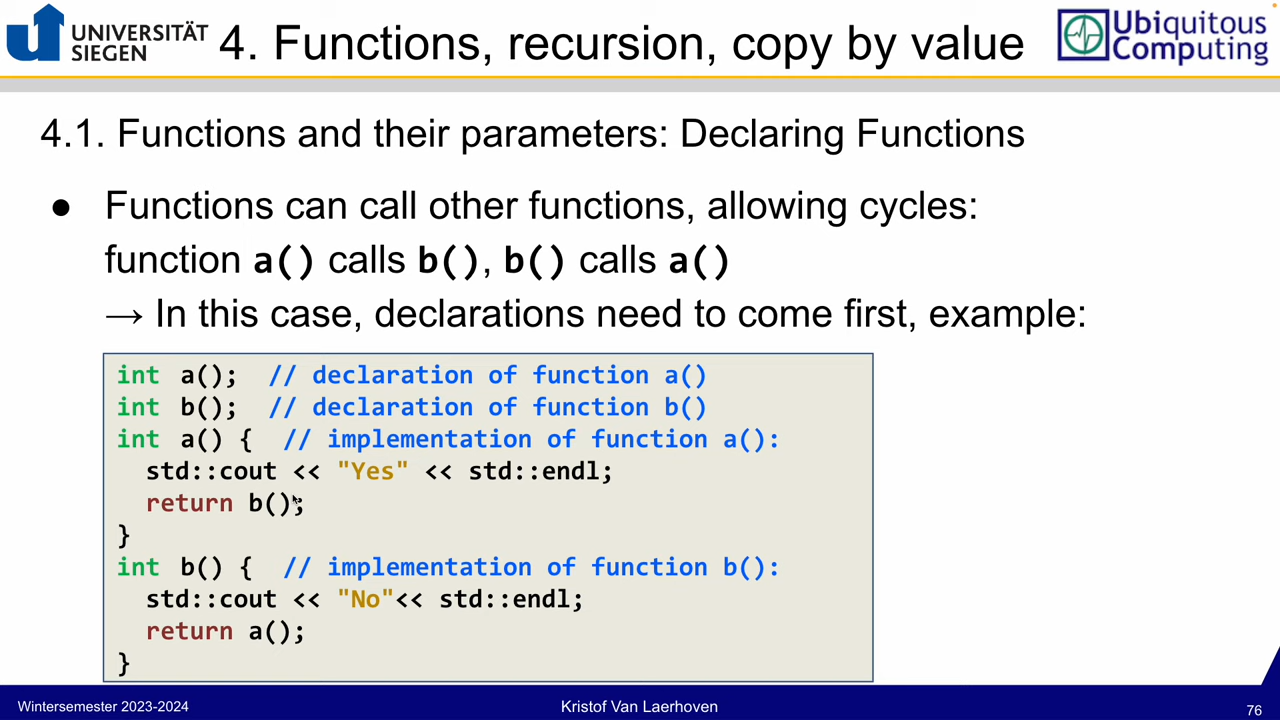 UNIVERSITÄT
SIEGEN
4. Functions, recursion, copy by value
Ubiquitous
Computing
4.1. Functions and their parameters: Declaring Functions
● Functions can call other functions, allowing cycles:
function a() calls b(), b() calls a()
→ In this case, declarations need to come first, example:
int a();  // declaration of function a()
int b();  // declaration of function b()
int a() {  // implementation of function a():
  std::cout << "Yes" << std::endl;
  return b();
}
int b() {  // implementation of function b():
  std::cout << "No"<< std::endl;
  return a();
}
Wintersemester 2023-2024
Kristof Van Laerhoven
76